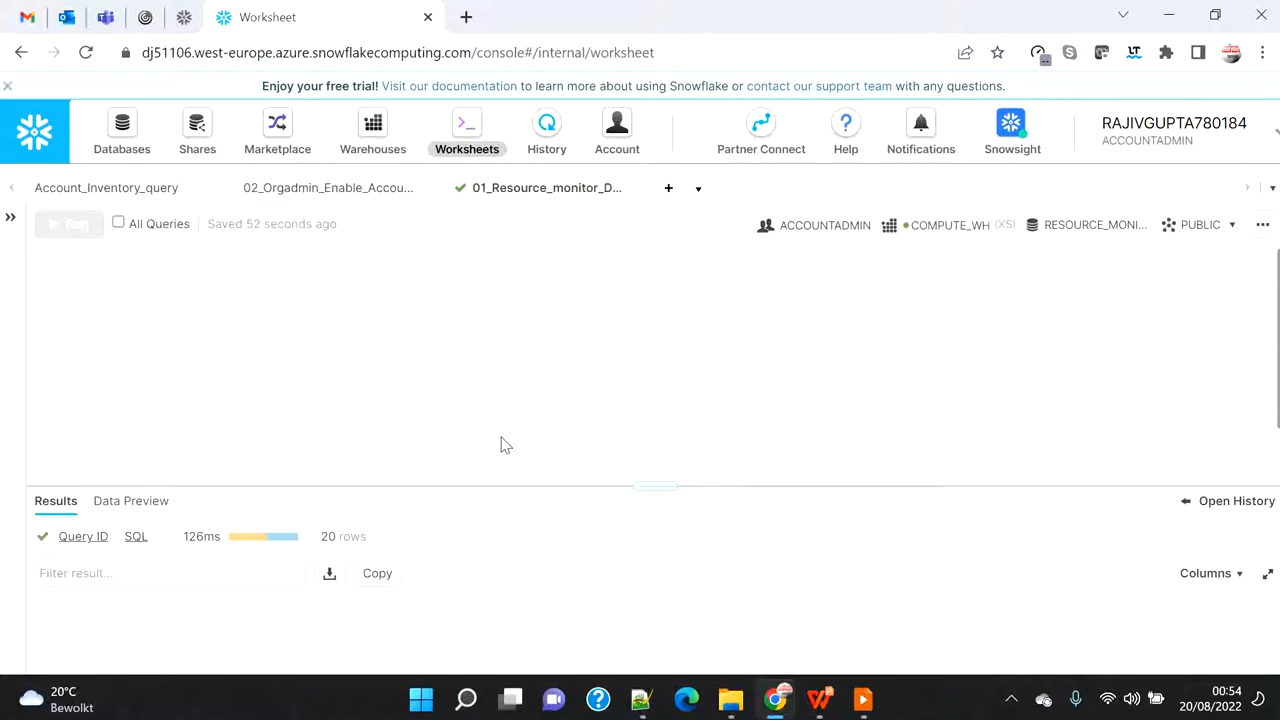 Worksheet
dj51106.west-europe.azure.snowflakecomputing.com/console#/internal/worksheet
Enjoy your free trial! Visit our documentation to learn more about using Snowflake or contact our support team with any questions.
Databases
Shares
Marketplace
Warehouses
Worksheets
History
Account
Partner Connect
Help
Notifications
Snowsight
RAJIVGUPTA780184
ACCOUNTADMIN
Account_Inventory_query
02_Orgadmin_Enable_Accou...
01_Resource_monitor_D...
Run
All Queries
Saved 52 seconds ago
ACCOUNTADMIN
COMPUTE_WH (XS)
RESOURCE_MONI...
PUBLIC
Results
Data Preview
Open History
Query ID
SQL
126ms
20 rows
Filter result...
Copy
Columns
20°C
Bewolkt
00:54
20/08/2022